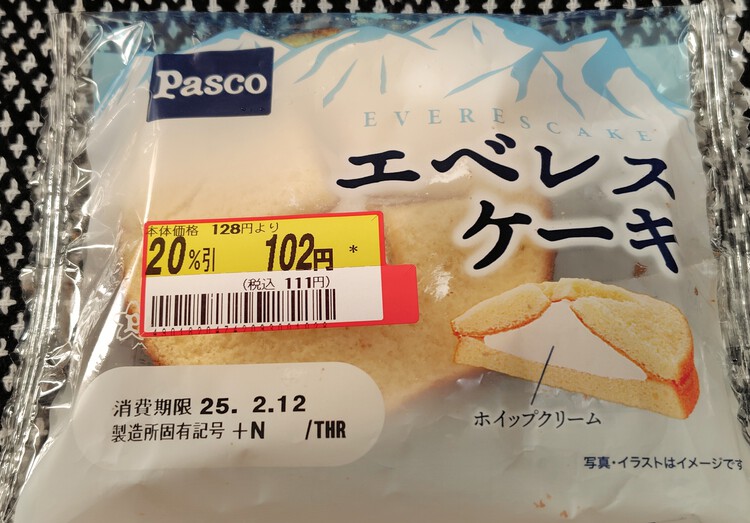 Pasco
EVERESCAKE
エベレス
ケーキ
本体価格 128円より
20%引 102円 *
(税込 111円)
消費期限 25. 2.12
製造所固有記号 +N /THR
ホイップクリーム
写真・イラストはイメージです